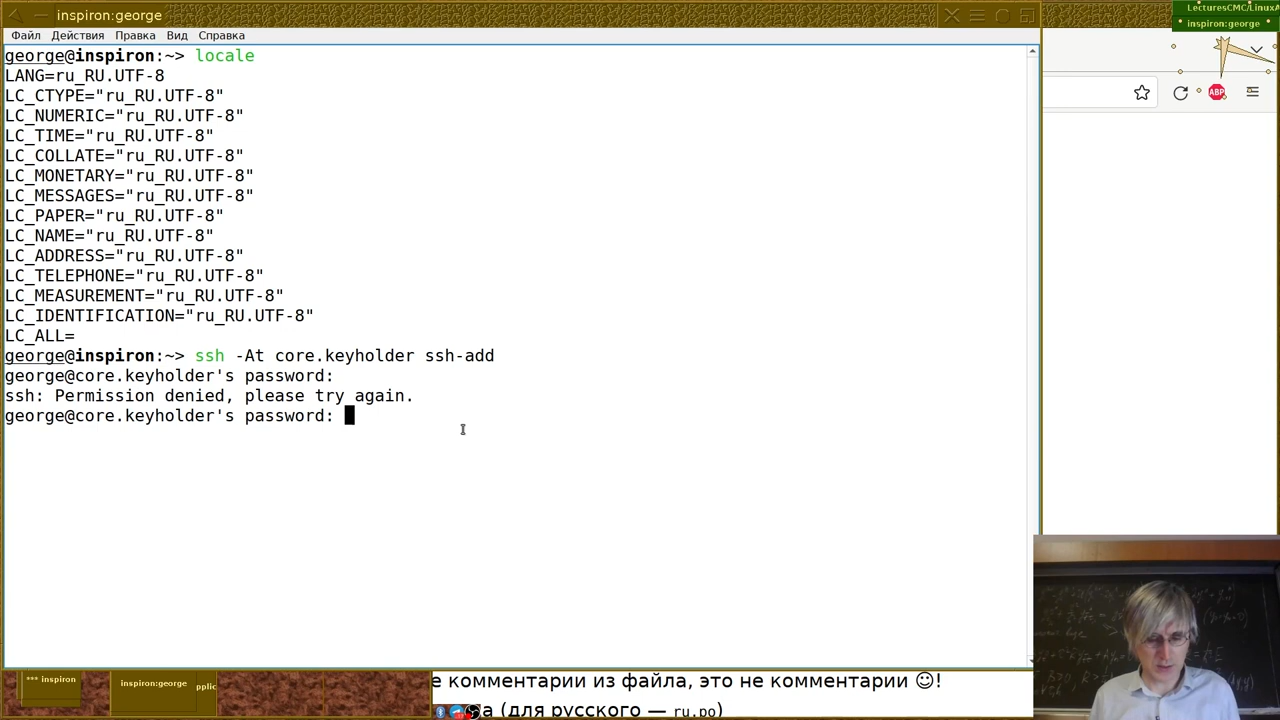 inspiron:george
LecturesCMC/LinuxA
inspiron:george
Файл Действия Правка Вид Справка
george@inspiron:~> locale
LANG=ru_RU.UTF-8
LC_CTYPE="ru_RU.UTF-8"
LC_NUMERIC="ru_RU.UTF-8"
LC_TIME="ru_RU.UTF-8"
LC_COLLATE="ru_RU.UTF-8"
LC_MONETARY="ru_RU.UTF-8"
LC_MESSAGES="ru_RU.UTF-8"
LC_PAPER="ru_RU.UTF-8"
LC_NAME="ru_RU.UTF-8"
LC_ADDRESS="ru_RU.UTF-8"
LC_TELEPHONE="ru_RU.UTF-8"
LC_MEASUREMENT="ru_RU.UTF-8"
LC_IDENTIFICATION="ru_RU.UTF-8"
LC_ALL=
george@inspiron:~> ssh -At core.keyholder ssh-add
george@core.keyholder's password:
ssh: Permission denied, please try again.
george@core.keyholder's password:
ABP
*** inspiron
inspiron:george
applic
е комментарии из файла, это не комментарии ☺!
а (для русского — ru.po)